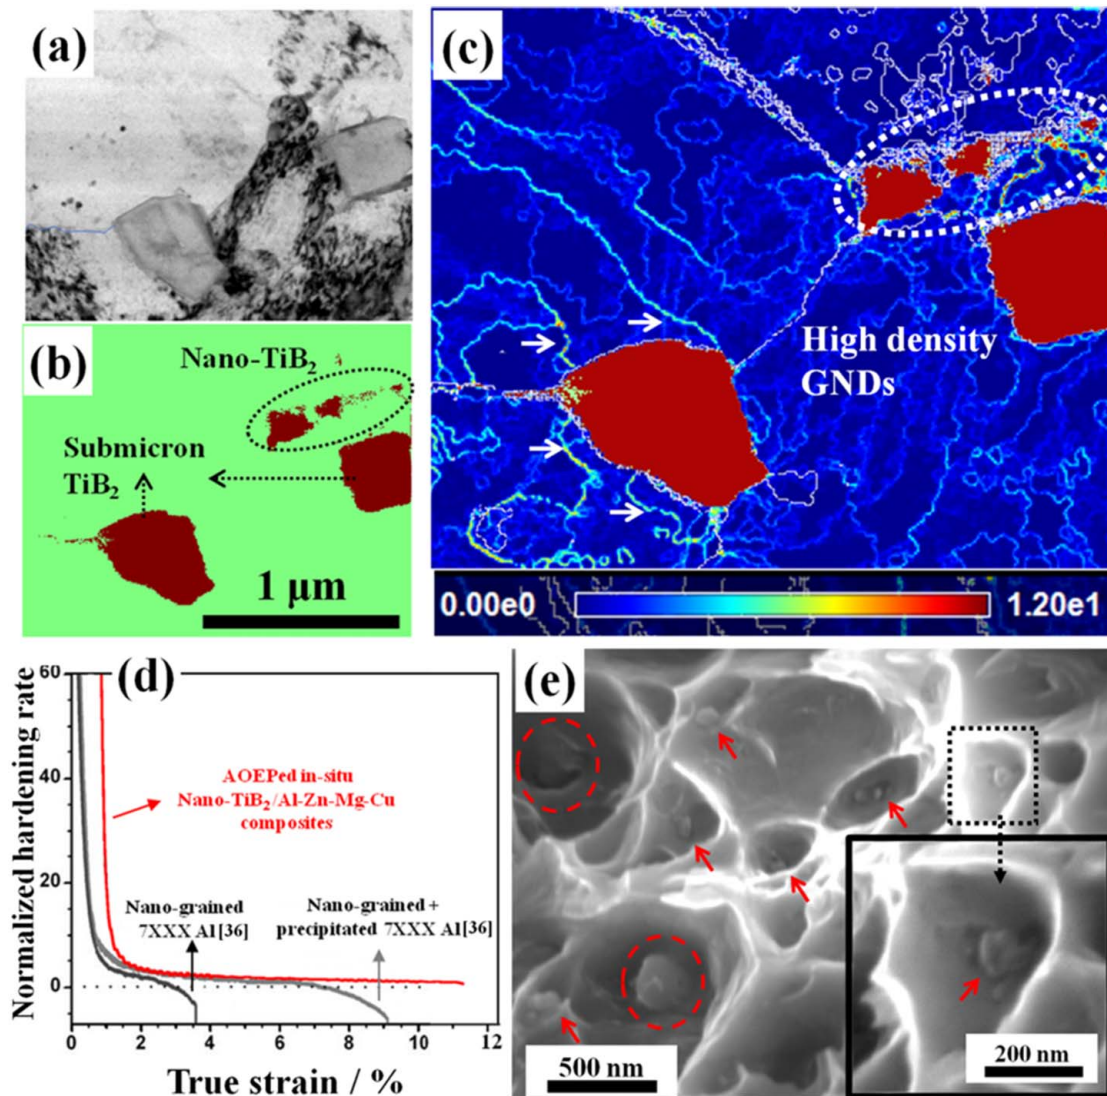 (a)
(b)
Nano-TiB₂
Submicron
TiB₂
1 μm
(c)
High density
GNDs
0.00e0
1.20e1
(d)
Normalized hardening rate
60
40
20
0
AOEPed in-situ
Nano-TiB₂/Al-Zn-Mg-Cu
composites
Nano-grained
7XXX Al[36]
Nano-grained +
precipitated 7XXX Al[36]
0 2 4 6 8 10 12
True strain / %
(e)
500 nm
200 nm